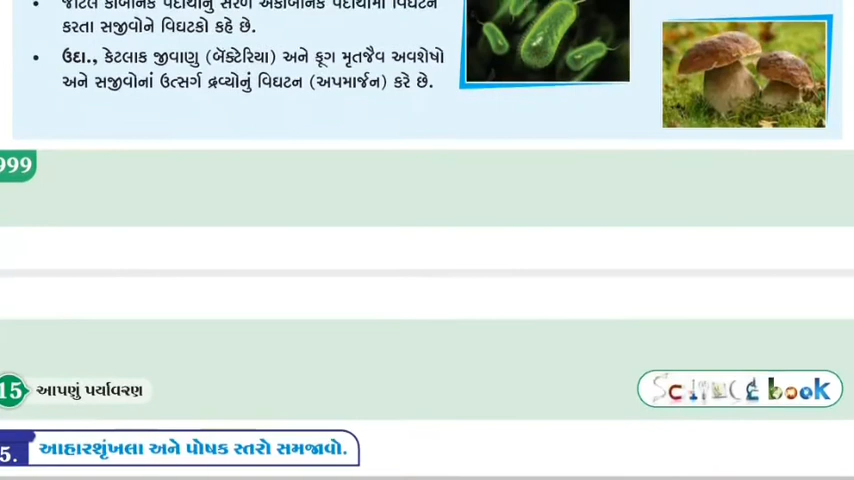 જટિલ કાર્બનિક પદાર્થોનું સરળ અકાર્બનિક પદાર્થોમાં વિઘટન
કરતા સજીવોને વિઘટકો કહે છે.
• ઉદા., કેટલાક જીવાણુ (બૅક્ટેરિયા) અને ફૂગ મૃતજૈવ અવશેષો
અને સજીવોનાં ઉત્સર્ગ દ્રવ્યોનું વિઘટન (અપમાર્જન) કરે છે.
999
15 આપણું પર્યાવરણ
Science book
5. આહારશૃંખલા અને પોષક સ્તરો સમજાવો.